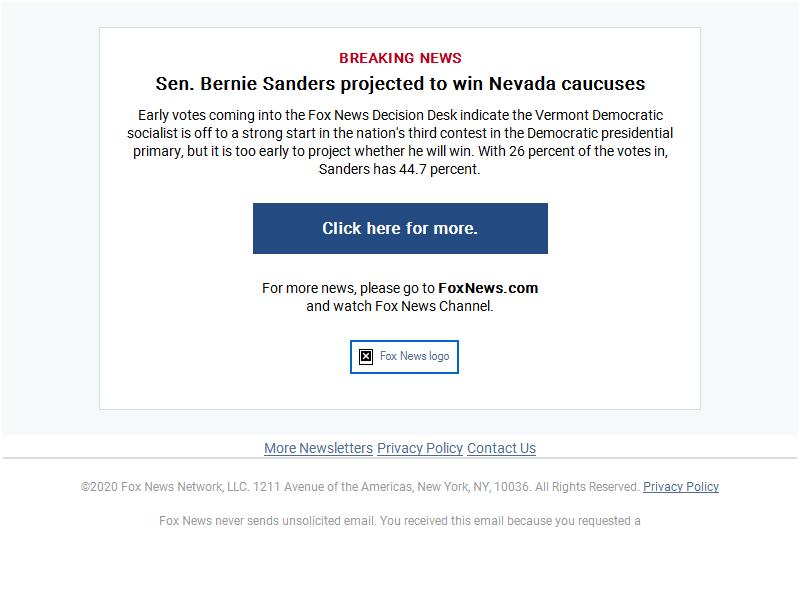 BREAKING NEWS
Sen. Bernie Sanders projected to win Nevada caucuses
Early votes coming into the Fox News Decision Desk indicate the Vermont Democratic
socialist is off to a strong start in the nation's third contest in the Democratic presidential
primary, but it is too early to project whether he will win. With 26 percent of the votes in,
Sanders has 44.7 percent.
Click here for more.
For more news, please go to FoxNews.com
and watch Fox News Channel.
Fox News logo
More Newsletters Privacy Policy Contact Us
©2020 Fox News Network, LLC. 1211 Avenue of the Americas, New York, NY, 10036. All Rights Reserved. Privacy Policy
Fox News never sends unsolicited email. You received this email because you requested a